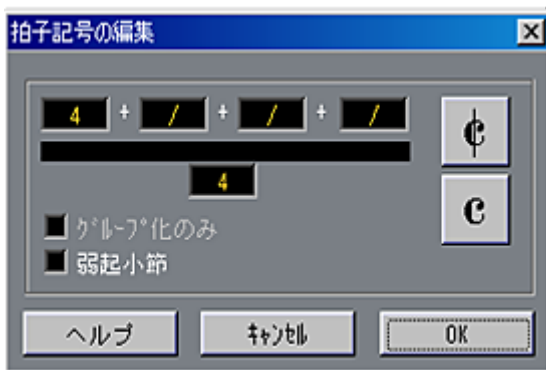 拍子記号の編集
4 + / + / + /
4
グループ化のみ
弱起小節
ヘルプ
キャンセル
OK